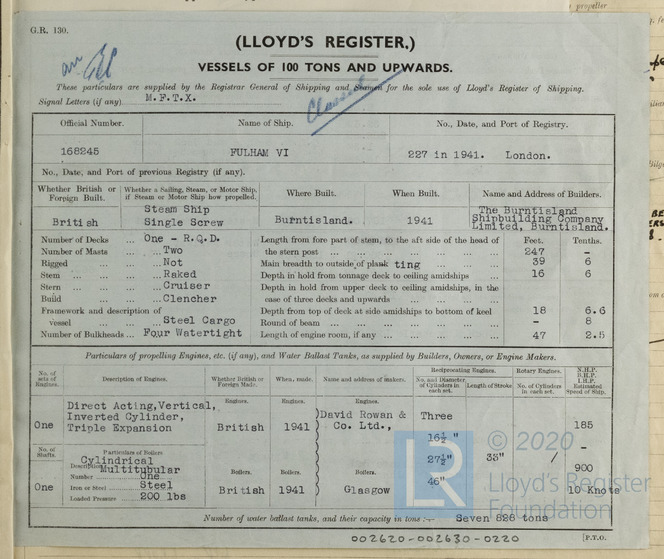 propeller
G.R. 130.
(LLOYD'S REGISTER.)
VESSELS OF 100 TONS AND UPWARDS.
These particulars are supplied by the Registrar General of Shipping and Seamen for the sole use of Lloyd's Register of Shipping.
Signal Letters (if any) M.F.T.X.
Official Number. Name of Ship. No., Date, and Port of Registry.
168245 FULHAM VI 227 in 1941. London.
No., Date, and Port of previous Registry (if any).
Whether British or Foreign Built. Whether a Sailing, Steam, or Motor Ship, if Steam or Motor Ship how propelled. Where Built. When Built. Name and Address of Builders.
British Steam Ship Single Screw Burntisland. 1941 The Burntisland Shipbuilding Company Limited, Burntisland.
Number of Decks ... One - R.Q.D. Length from fore part of stem, to the aft side of the head of Feet. Tenths.
Number of Masts ... Two the stern post 247 -
Rigged ... Not Main breadth to outside of plank ting 39 6
Stem ... Raked Depth in hold from tonnage deck to ceiling amidships 16 6
Stern ... Cruiser Depth in hold from upper deck to ceiling amidships, in the
Build ... Clencher case of three decks and upwards
Framework and description of Depth from top of deck at side amidships to bottom of keel 18 6.6
vessel ... Steel Cargo Round of beam - 8
Number of Bulkheads ... Four Watertight Length of engine room, if any 47 2.5
Particulars of propelling Engines, etc. (if any), and Water Ballast Tanks, as supplied by Builders, Owners, or Engine Makers.
No. of sets of Engines. Description of Engines. Whether British or Foreign Made. When made. Name and address of makers. Reciprocating Engines. Rotary Engines. N.H.P.
No. and Diameter of Cylinders in each set. Length of Stroke No. of Cylinders in each set. I.H.P. Estimated Speed of Ship.
Engines. Engines. Engines.
One Direct Acting, Vertical, Inverted Cylinder, Triple Expansion British 1941 David Rowan & Co. Ltd., Three 185
16½" -
No. of Shafts. Particulars of Boilers
Description Cylindrical Multitubular Boilers. Boilers. Boilers. 27½" 33" / 900
Number One
Iron or Steel Steel 46"
One Loaded Pressure 200 lbs British 1941 Glasgow 10 Knots
Number of water ballast tanks, and their capacity in tons :— Seven 828 tons
[P.T.O.
002620-002630-0220
© 2020
LR Lloyd's Register
Foundation